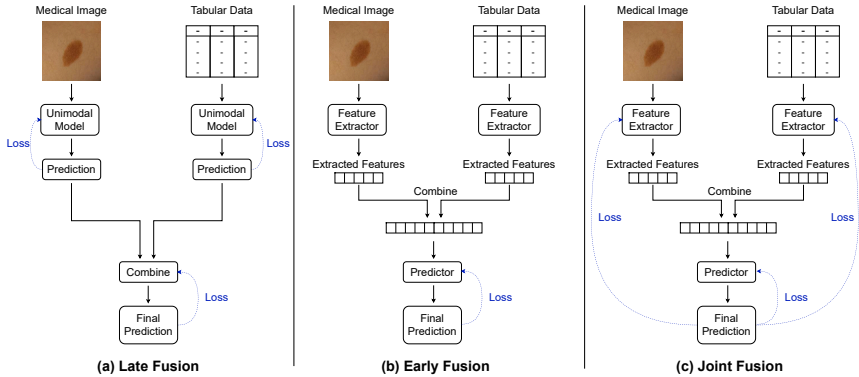 Medical Image
Tabular Data
- - -
- - -
- - -
- - -
- - -
Unimodal
Model
Unimodal
Model
Loss
Loss
Prediction
Prediction
Combine
Loss
Final
Prediction
(a) Late Fusion
Medical Image
Tabular Data
- - -
- - -
- - -
- - -
- - -
Feature
Extractor
Feature
Extractor
Extracted Features
Extracted Features
Combine
Predictor
Loss
Final
Prediction
(b) Early Fusion
Medical Image
Tabular Data
- - -
- - -
- - -
- - -
- - -
Feature
Extractor
Feature
Extractor
Extracted Features
Extracted Features
Combine
Loss
Loss
Predictor
Loss
Final
Prediction
(c) Joint Fusion